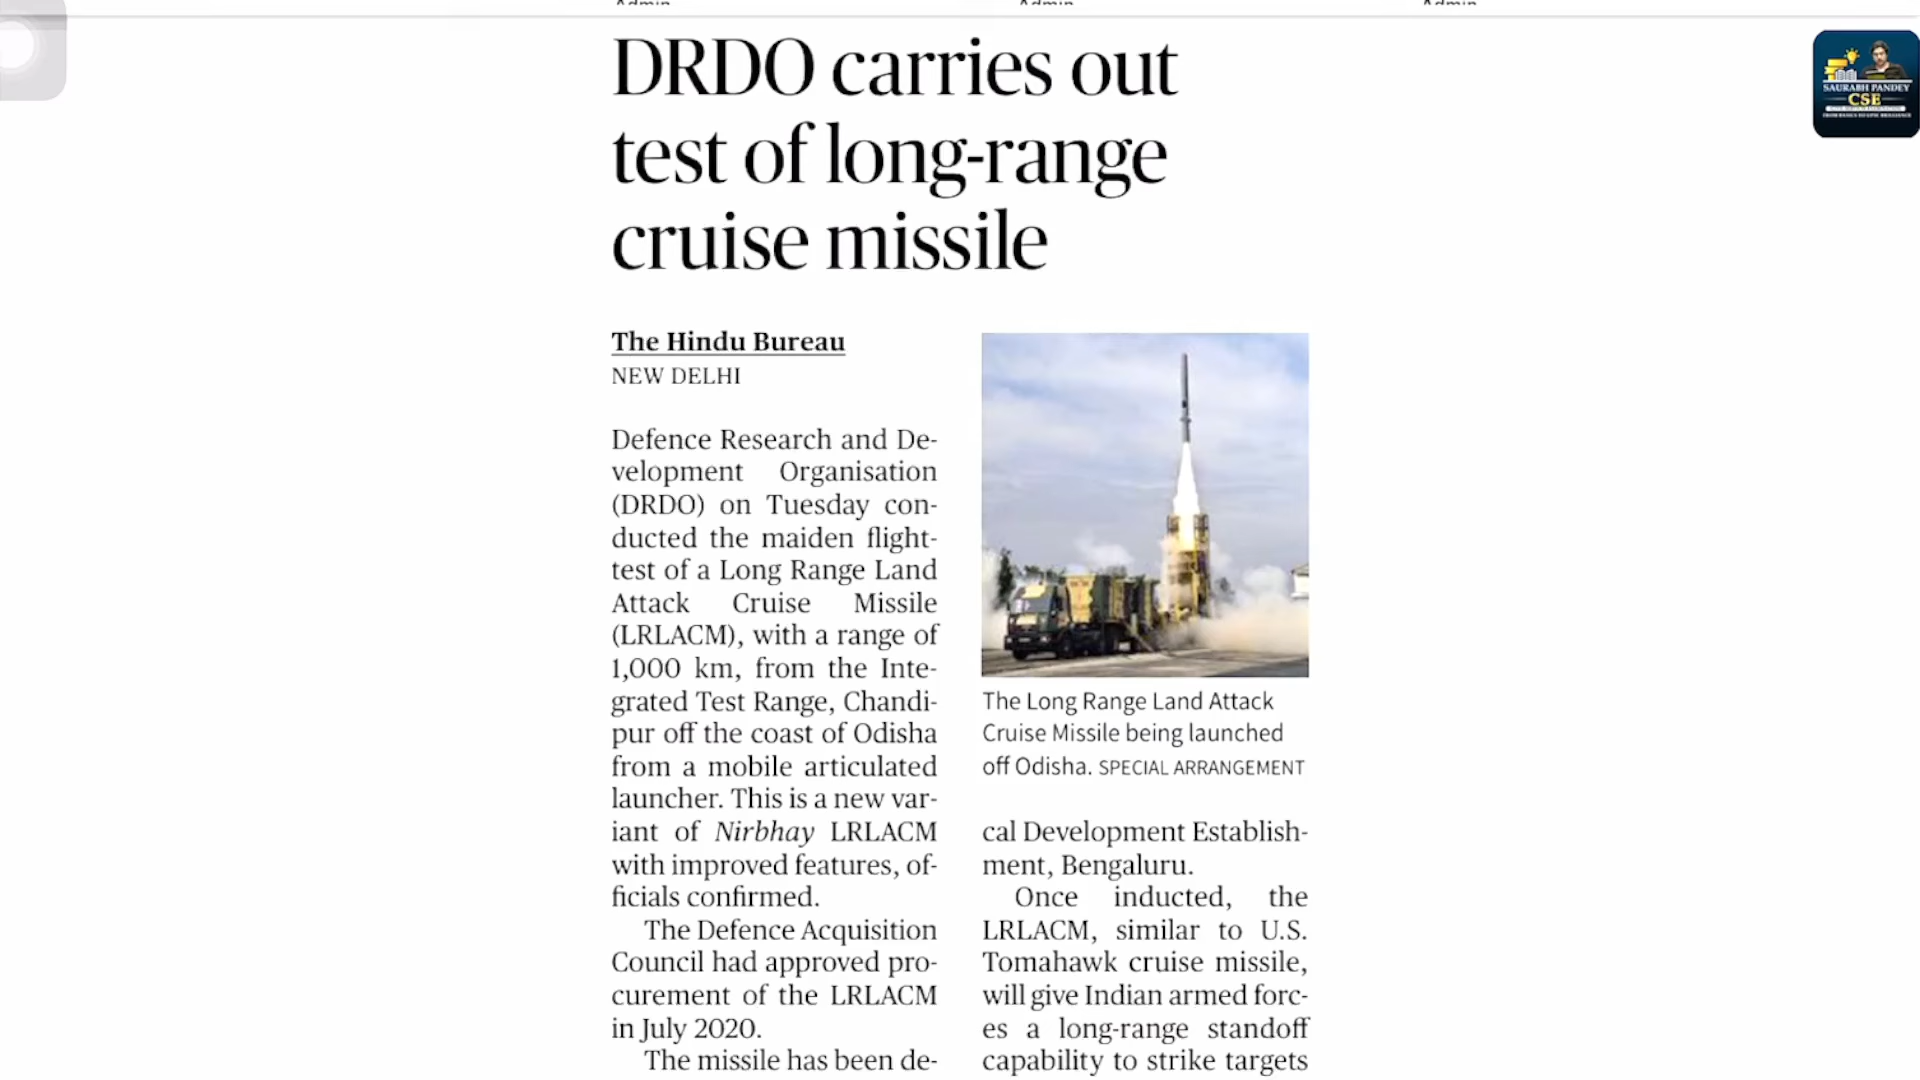 Admin
Admin
Admin
DRDO carries out
test of long-range
cruise missile
The Hindu Bureau
NEW DELHI
Defence Research and De-
velopment Organisation
(DRDO) on Tuesday con-
ducted the maiden flight-
test of a Long Range Land
Attack Cruise Missile
(LRLACM), with a range of
1,000 km, from the Inte-
grated Test Range, Chandi-
pur off the coast of Odisha
from a mobile articulated
launcher. This is a new var-
iant of Nirbhay LRLACM
with improved features, of-
ficials confirmed.
The Defence Acquisition
Council had approved pro-
curement of the LRLACM
in July 2020.
The missile has been de-
The Long Range Land Attack
Cruise Missile being launched
off Odisha. SPECIAL ARRANGEMENT
cal Development Establish-
ment, Bengaluru.
Once inducted, the
LRLACM, similar to U.S.
Tomahawk cruise missile,
will give Indian armed forc-
es a long-range standoff
capability to strike targets
SAURABH PANDEY
CSE